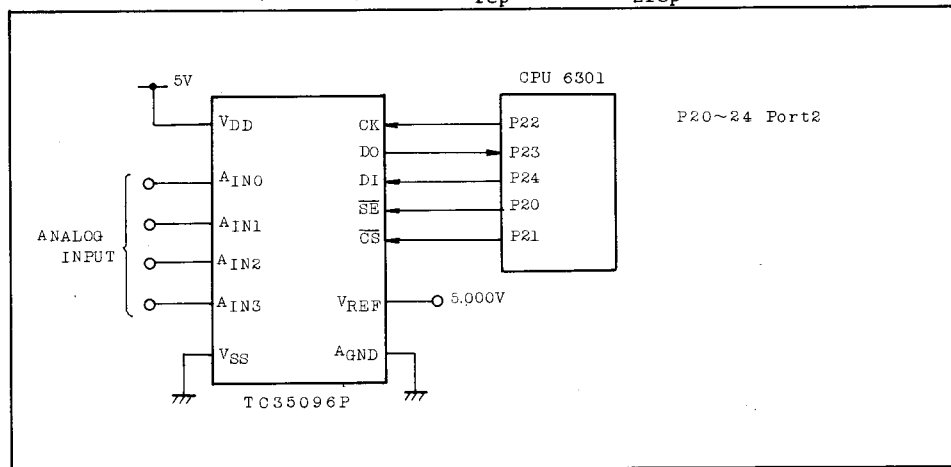 CPU 6301
5V
VDD CK P22 P20~24 Port2
DO P23
AIN0 DI P24
SE P20
AIN1 CS P21
ANALOG
INPUT
AIN2
AIN3 VREF 5.000V
VSS AGND
TC35096P